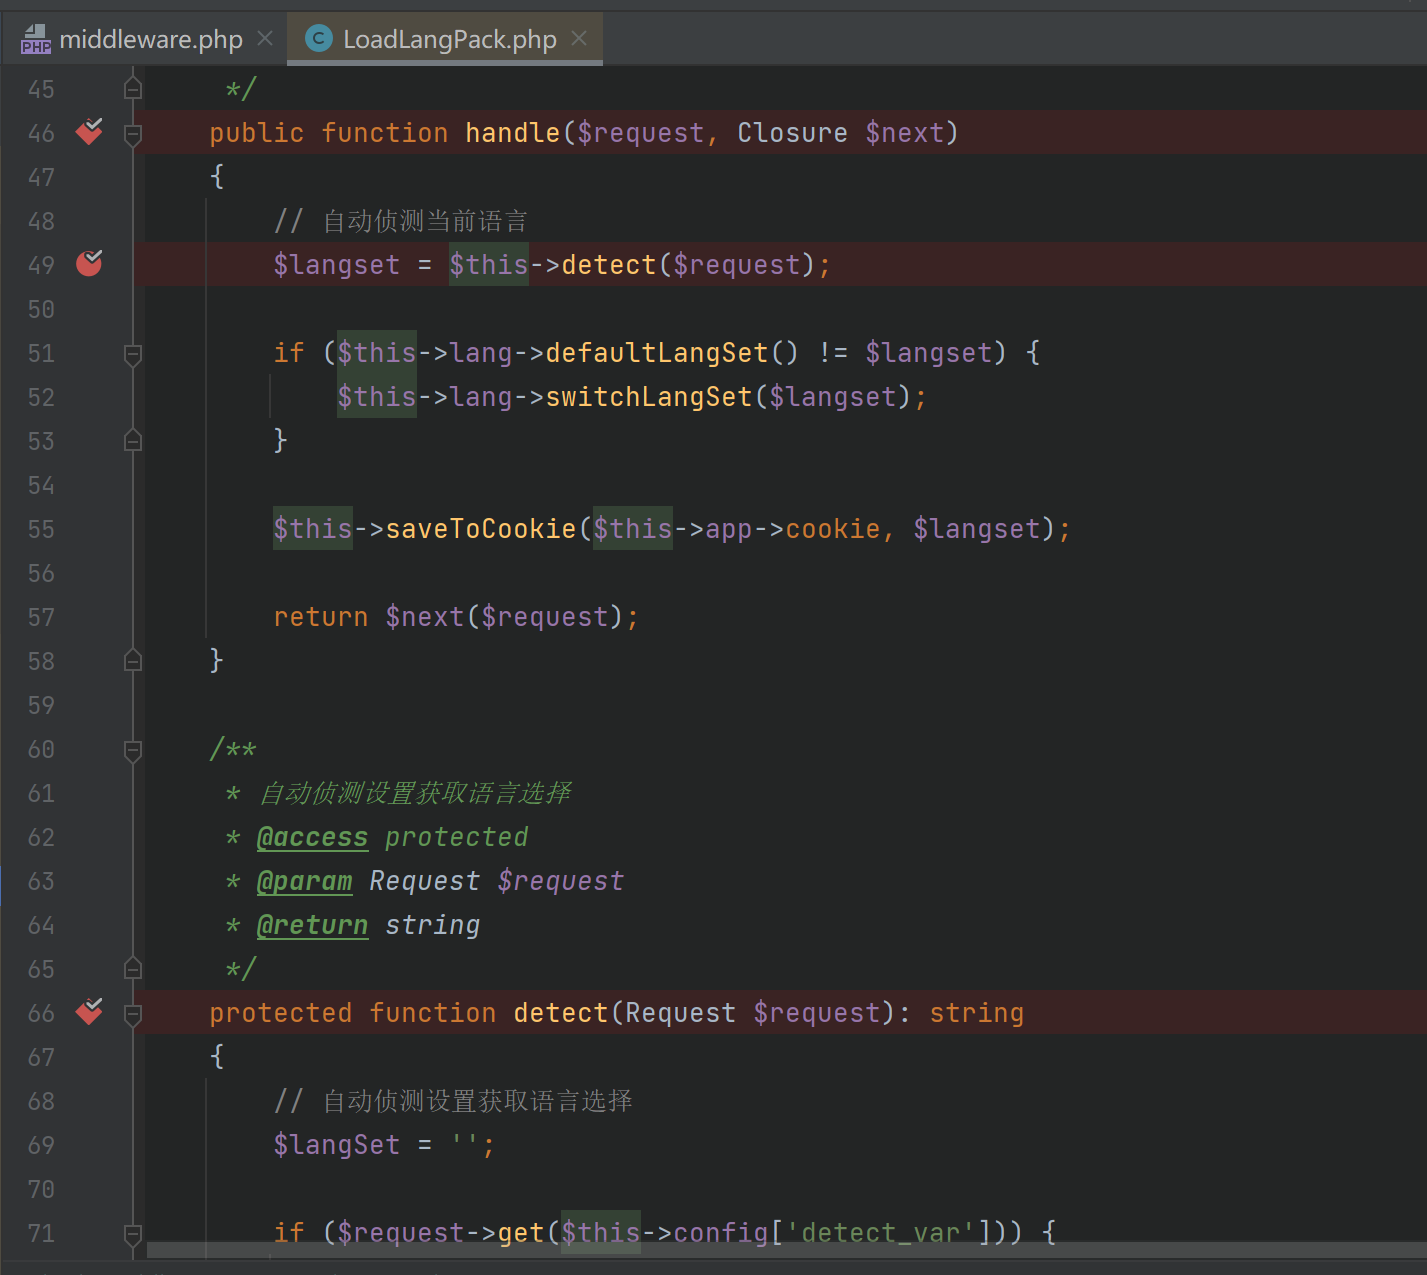 middleware.php
LoadLangPack.php
45 */
46 public function handle($request, Closure $next)
47 {
48 // 自动侦测当前语言
49 $langset = $this->detect($request);
50
51 if ($this->lang->defaultLangSet() != $langset) {
52 $this->lang->switchLangSet($langset);
53 }
54
55 $this->saveToCookie($this->app->cookie, $langset);
56
57 return $next($request);
58 }
59
60 /**
61 * 自动侦测设置获取语言选择
62 * @access protected
63 * @param Request $request
64 * @return string
65 */
66 protected function detect(Request $request): string
67 {
68 // 自动侦测设置获取语言选择
69 $langSet = '';
70
71 if ($request->get($this->config['detect_var'])) {